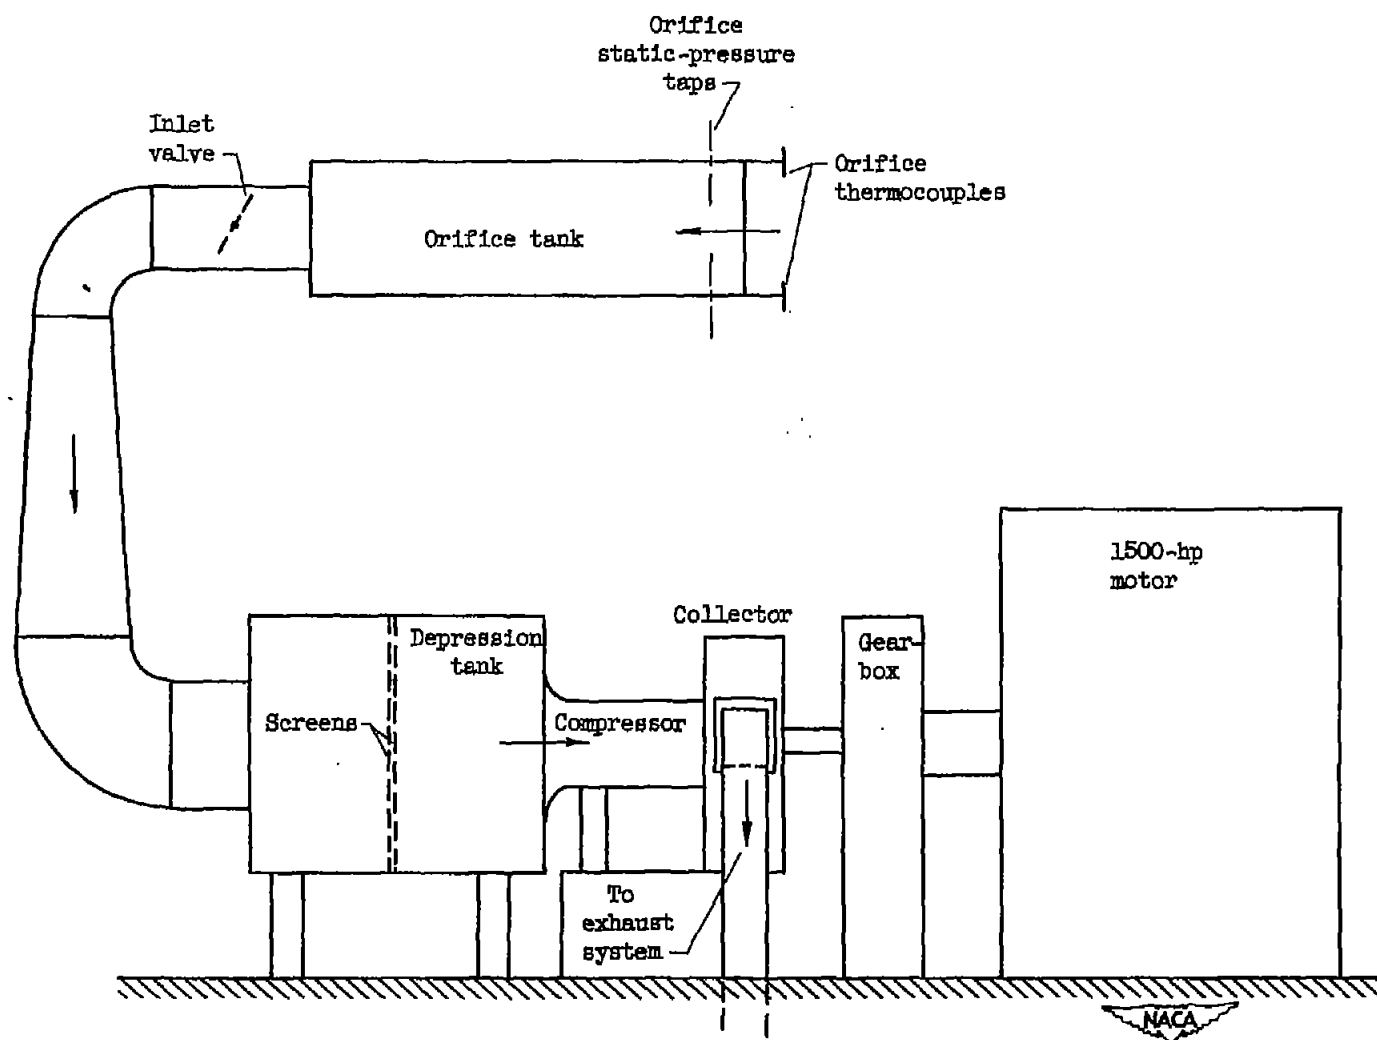 Orifice
static-pressure
taps
Inlet
valve
Orifice
thermocouples
Orifice tank
1500-hp
motor
Collector
Depression
tank
Gear-
box
Screens
Compressor
To
exhaust
system
NACA